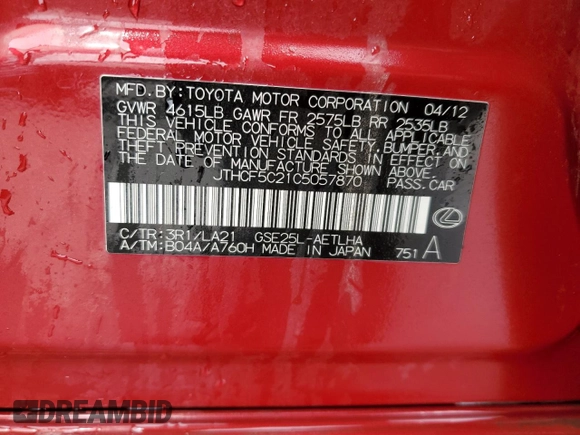 MFD. BY: TOYOTA MOTOR CORPORATION 04/12
GVWR 4615LB GAWR FR 2575LB RR 2535LB
THIS VEHICLE CONFORMS TO ALL APPLICABLE
FEDERAL MOTOR VEHICLE SAFETY, BUMPER, AND
THEFT PREVENTION STANDARDS IN EFFECT ON
THE DATE OF MANUFACTURE SHOWN ABOVE.
JTHCF5C21C5057870 PASS.CAR
C/TR: 3R1/LA21 GSE25L-AETLHA
A/TM: B04A/A760H MADE IN JAPAN 751 A
DREAMBID